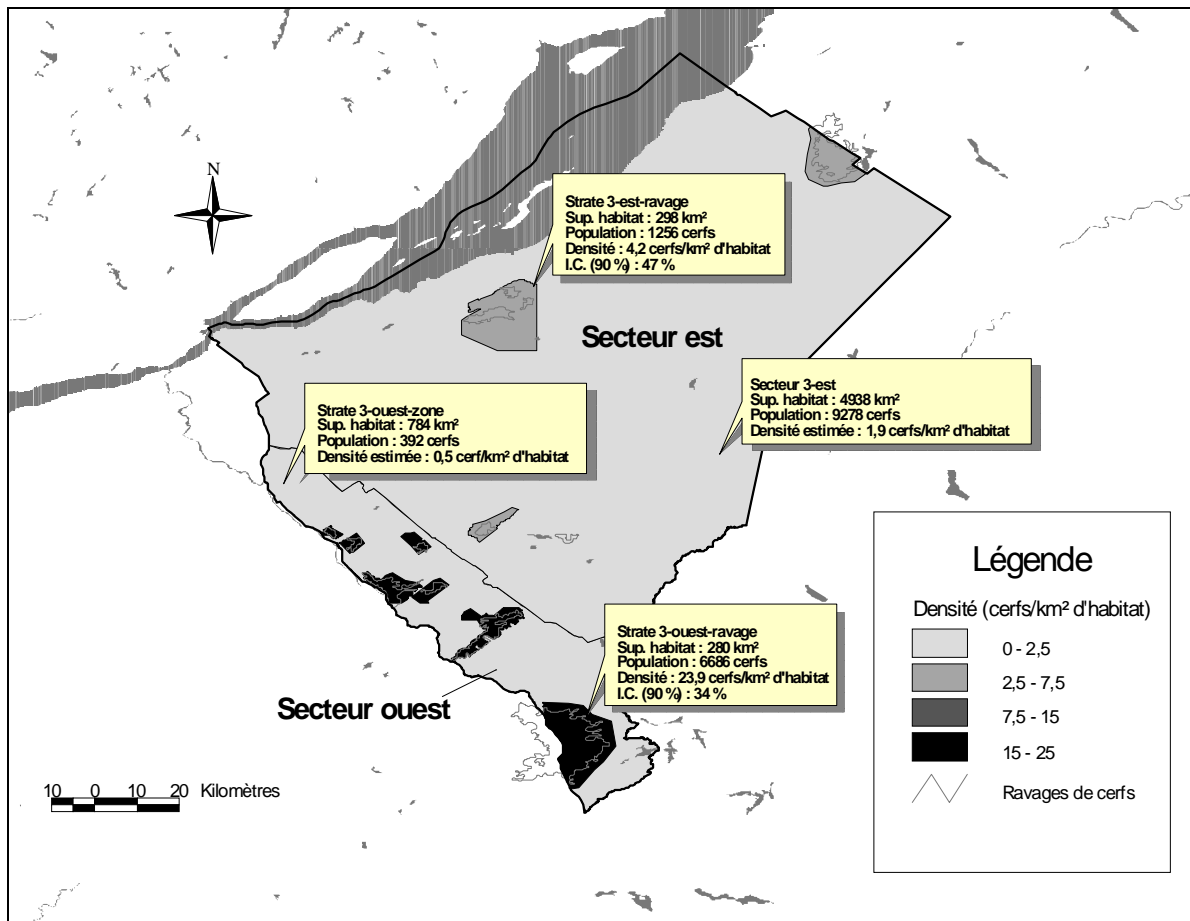 N
Strate 3-est-ravage
Sup. habitat : 298 km²
Population : 1256 cerfs
Densité : 4,2 cerfs/km² d'habitat
I.C. (90 %) : 47 %
Secteur est
Secteur 3-est
Sup. habitat : 4938 km²
Population : 9278 cerfs
Densité estimée : 1,9 cerfs/km² d'habitat
Strate 3-ouest-zone
Sup. habitat : 784 km²
Population : 392 cerfs
Densité estimée : 0,5 cerf/km² d'habitat
Strate 3-ouest-ravage
Sup. habitat : 280 km²
Population : 6686 cerfs
Densité : 23,9 cerfs/km² d'habitat
I.C. (90 %) : 34 %
Secteur ouest
10 0 10 20 Kilomètres
Légende
Densité (cerfs/km² d'habitat)
0 - 2,5
2,5 - 7,5
7,5 - 15
15 - 25
Ravages de cerfs